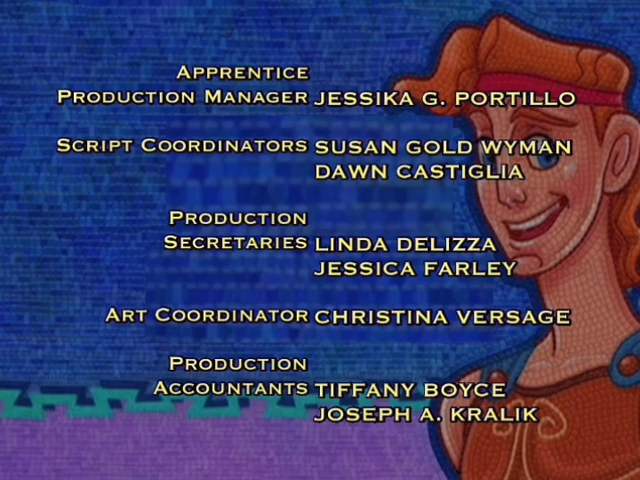 APPRENTICE
PRODUCTION MANAGER JESSIKA G. PORTILLO
SCRIPT COORDINATORS SUSAN GOLD WYMAN
DAWN CASTIGLIA
PRODUCTION
SECRETARIES LINDA DELIZZA
JESSICA FARLEY
ART COORDINATOR CHRISTINA VERSAGE
PRODUCTION
ACCOUNTANTS TIFFANY BOYCE
JOSEPH A. KRALIK